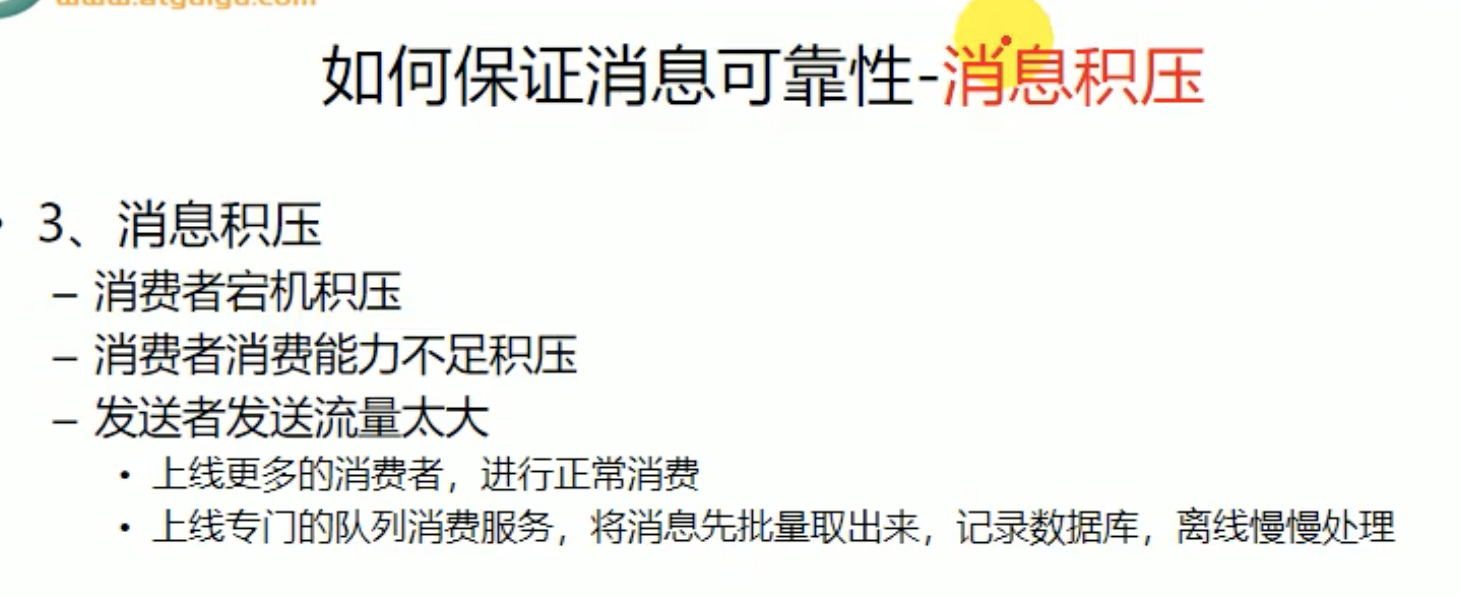 www.atguigu.com
如何保证消息可靠性-消息积压
• 3、消息积压
– 消费者宕机积压
– 消费者消费能力不足积压
– 发送者发送流量太大
• 上线更多的消费者，进行正常消费
• 上线专门的队列消费服务，将消息先批量取出来，记录数据库，离线慢慢处理